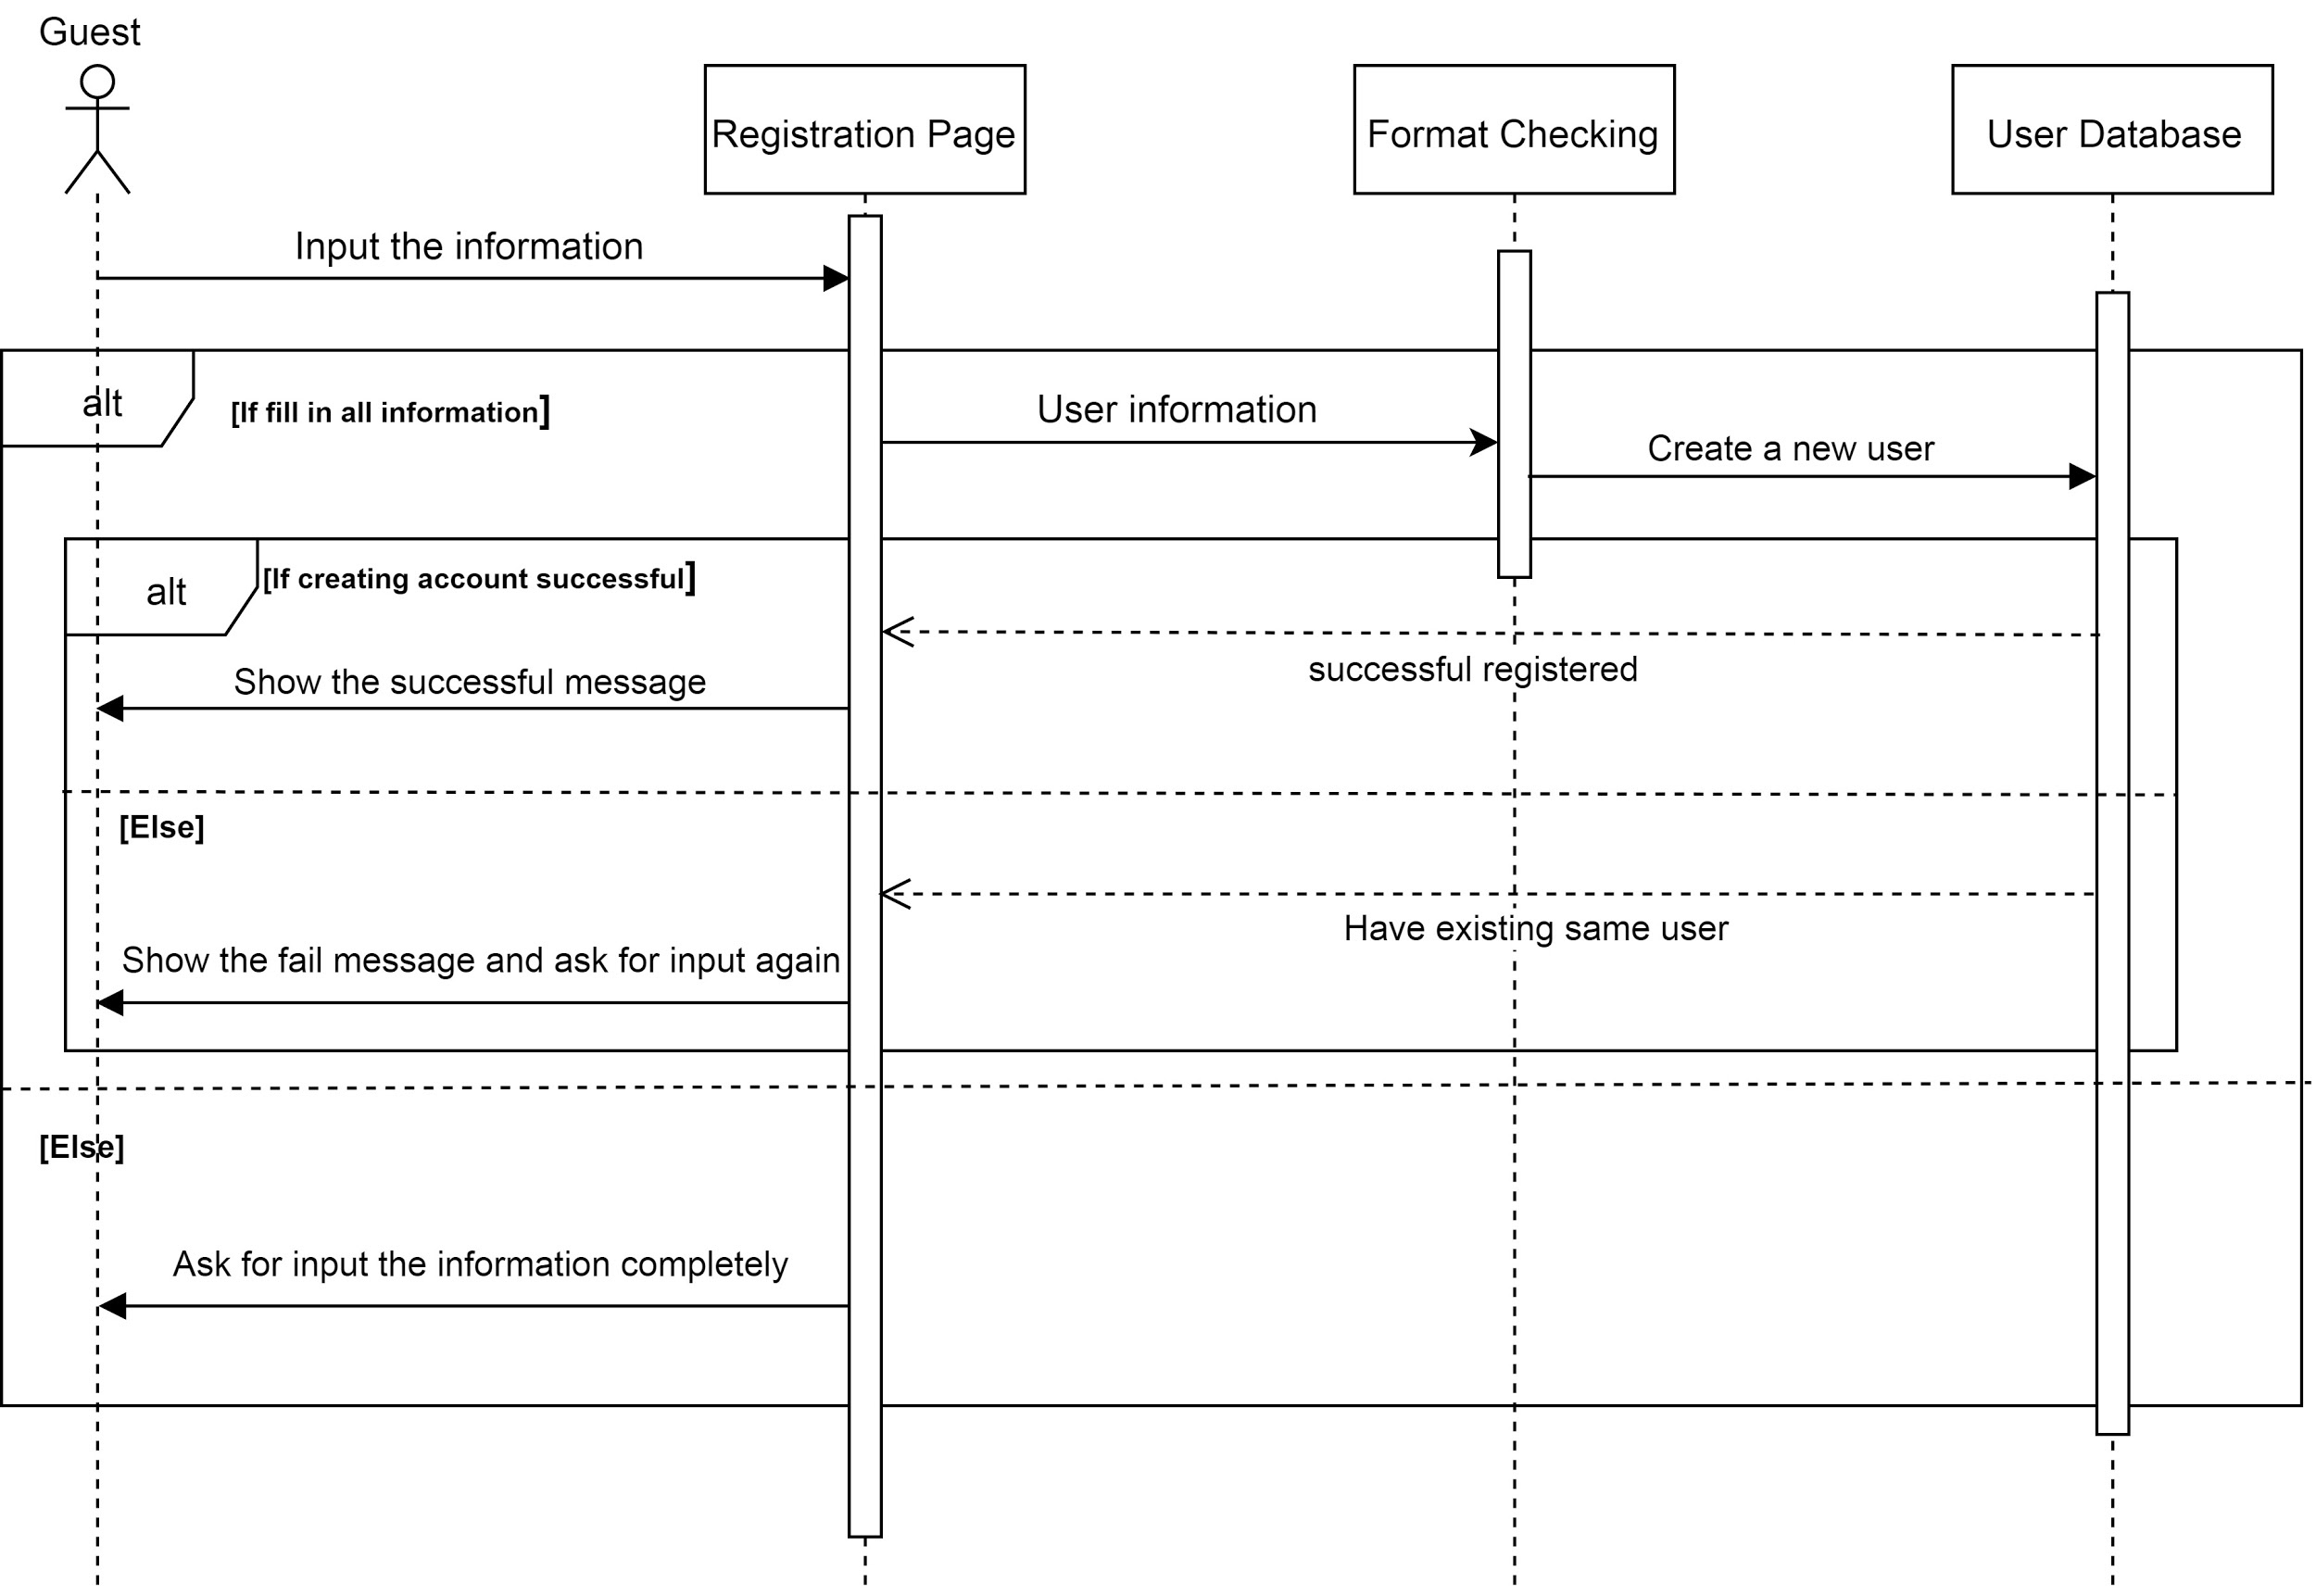 Guest
Registration Page
Format Checking
User Database
Input the information
alt
[If fill in all information]
User information
Create a new user
alt
[If creating account successful]
successful registered
Show the successful message
[Else]
Have existing same user
Show the fail message and ask for input again
[Else]
Ask for input the information completely